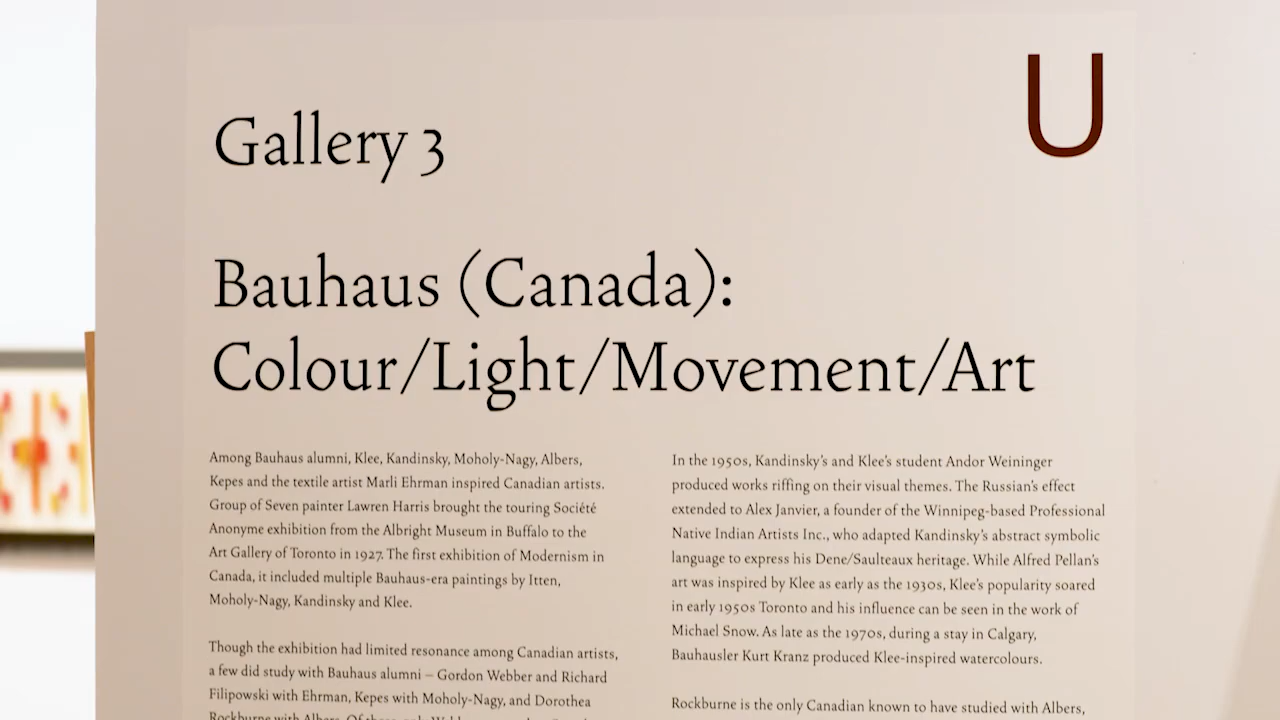 U
Gallery 3
Bauhaus (Canada):
Colour/Light/Movement/Art
Among Bauhaus alumni, Klee, Kandinsky, Moholy-Nagy, Albers,
Kepes and the textile artist Marli Ehrman inspired Canadian artists.
Group of Seven painter Lawren Harris brought the touring Société
Anonyme exhibition from the Albright Museum in Buffalo to the
Art Gallery of Toronto in 1927. The first exhibition of Modernism in
Canada, it included multiple Bauhaus-era paintings by Itten,
Moholy-Nagy, Kandinsky and Klee.
Though the exhibition had limited resonance among Canadian artists,
a few did study with Bauhaus alumni – Gordon Webber and Richard
Filipowski with Ehrman, Kepes with Moholy-Nagy, and Dorothea
Rockburne with Albers. Of these
In the 1950s, Kandinsky's and Klee's student Andor Weininger
produced works riffing on their visual themes. The Russian's effect
extended to Alex Janvier, a founder of the Winnipeg-based Professional
Native Indian Artists Inc., who adapted Kandinsky's abstract symbolic
language to express his Dene/Saulteaux heritage. While Alfred Pellan's
art was inspired by Klee as early as the 1930s, Klee's popularity soared
in early 1950s Toronto and his influence can be seen in the work of
Michael Snow. As late as the 1970s, during a stay in Calgary,
Bauhausler Kurt Kranz produced Klee-inspired watercolours.
Rockburne is the only Canadian known to have studied with Albers,